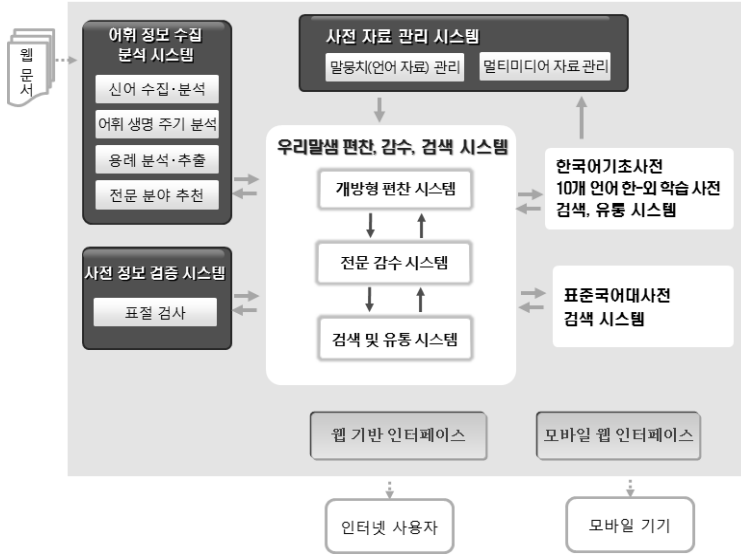 웹
문
서
어휘 정보 수집
분석 시스템
신어 수집·분석
어휘 생명 주기 분석
용례 분석·추출
전문 분야 추천
사전 정보 검증 시스템
표절 검사
사전 자료 관리 시스템
말뭉치(언어 자료) 관리
멀티미디어 자료 관리
우리말샘 편찬, 감수, 검색 시스템
개방형 편찬 시스템
전문 감수 시스템
검색 및 유통 시스템
한국어기초사전
10개 언어 한-외 학습 사전
검색, 유통 시스템
표준국어대사전
검색 시스템
웹 기반 인터페이스
모바일 웹 인터페이스
인터넷 사용자
모바일 기기